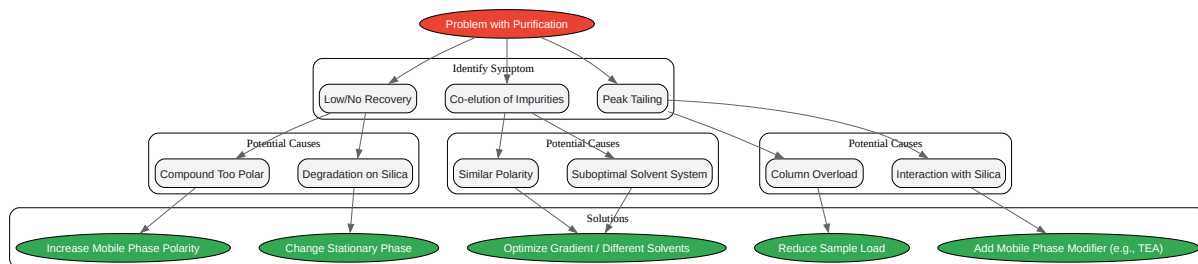 Problem with Purification
Identify Symptom
Low/No Recovery
Co-elution of Impurities
Peak Tailing
Potential Causes
Potential Causes
Potential Causes
Compound Too Polar
Degradation on Silica
Similar Polarity
Suboptimal Solvent System
Column Overload
Interaction with Silica
Solutions
Increase Mobile Phase Polarity
Change Stationary Phase
Optimize Gradient / Different Solvents
Reduce Sample Load
Add Mobile Phase Modifier (e.g., TEA)